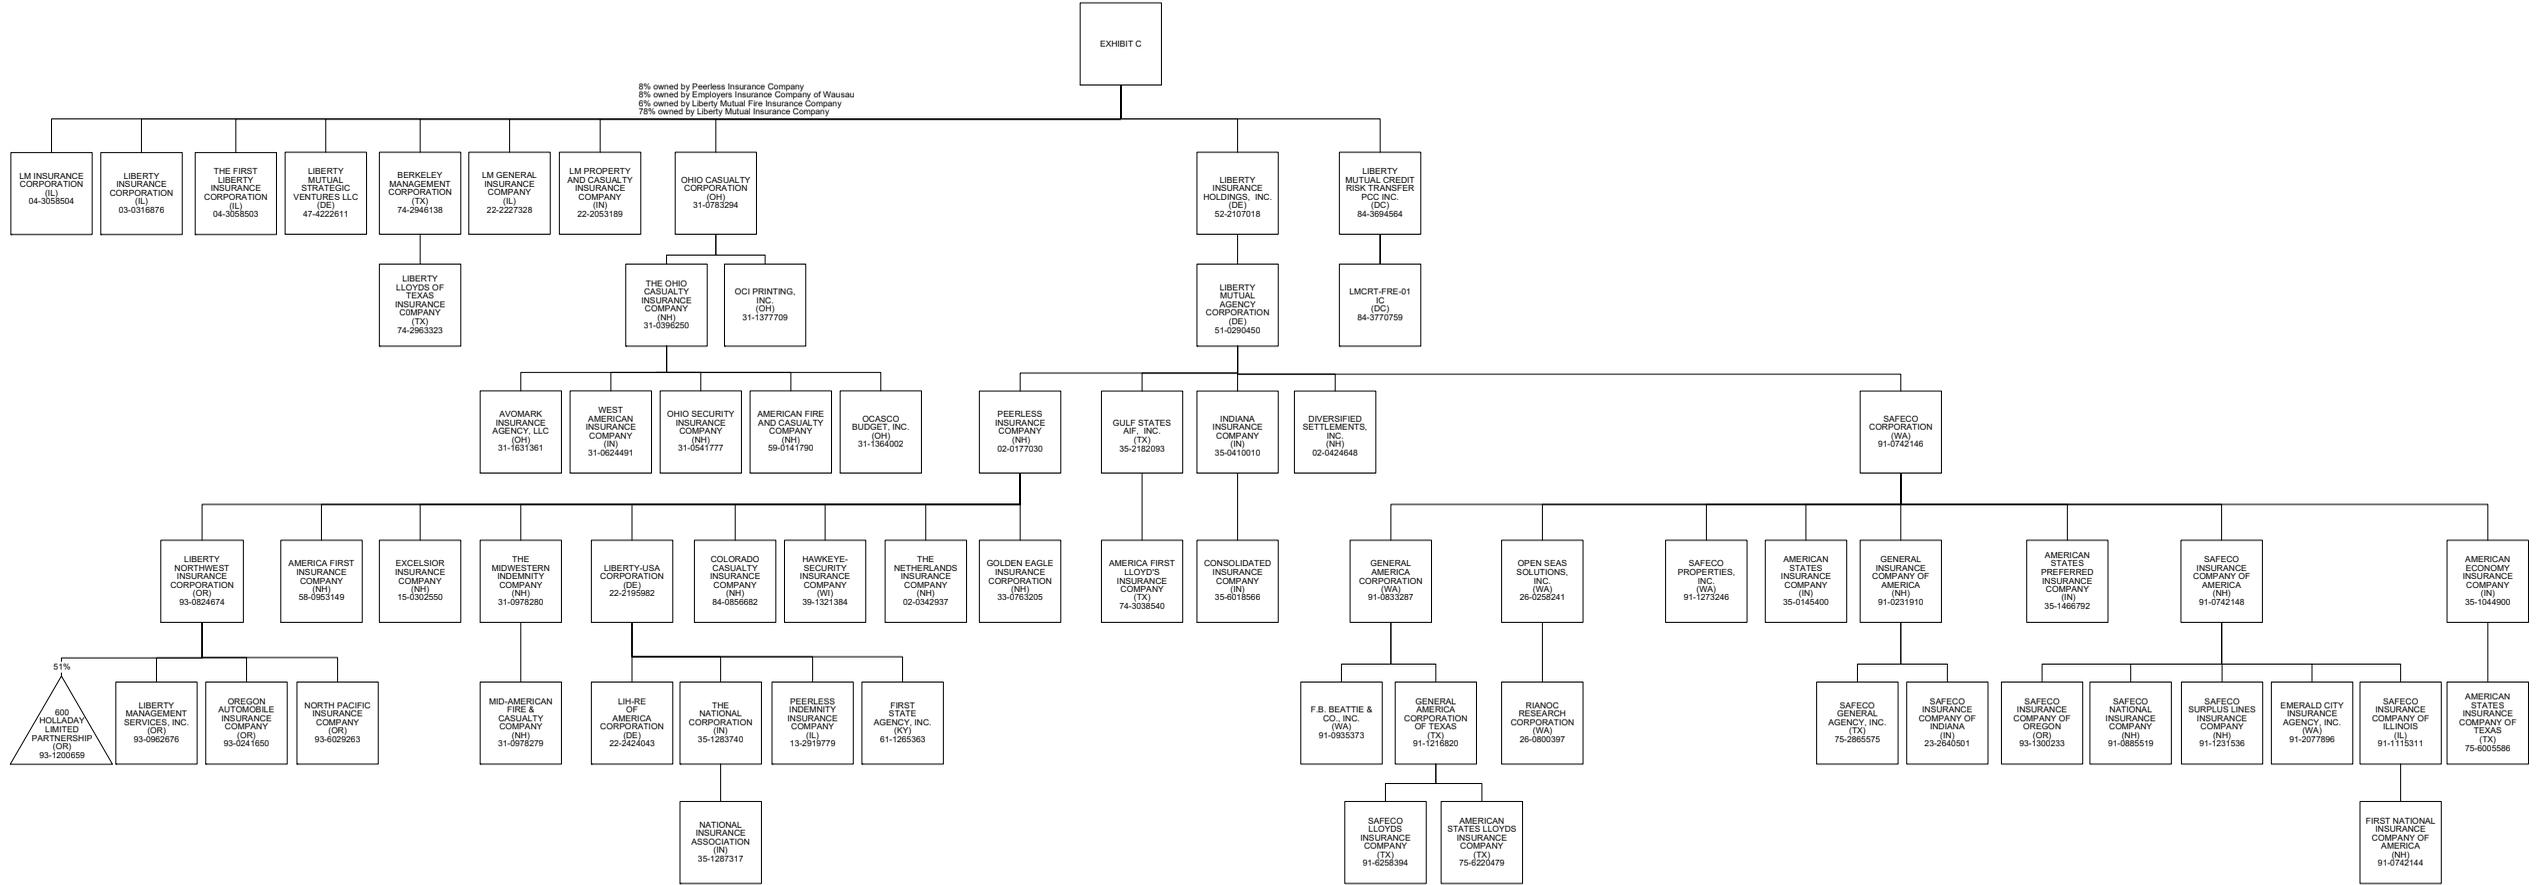 EXHIBIT C
8% owned by Peerless Insurance Company
8% owned by Employers Insurance Company of Wausau
6% owned by Liberty Mutual Fire Insurance Company
78% owned by Liberty Mutual Insurance Company
LM INSURANCE
CORPORATION
(IL)
04-3058504
LIBERTY
INSURANCE
CORPORATION
(IL)
03-0316876
THE FIRST
LIBERTY
INSURANCE
CORPORATION
(IL)
04-3058503
LIBERTY
MUTUAL
STRATEGIC
VENTURES LLC
(DE)
47-4222611
BERKELEY
MANAGEMENT
CORPORATION
(TX)
74-2946138
LM GENERAL
INSURANCE
COMPANY
(IL)
22-2227328
LM PROPERTY
AND CASUALTY
INSURANCE
COMPANY
(IN)
22-2053189
OHIO CASUALTY
CORPORATION
(OH)
31-0783294
LIBERTY
INSURANCE
HOLDINGS, INC.
(DE)
52-2107018
LIBERTY
MUTUAL CREDIT
RISK TRANSFER
PCC INC.
(DC)
84-3694564
LIBERTY
LLOYDS OF
TEXAS
INSURANCE
C0MPANY
(TX)
74-2963323
THE OHIO
CASUALTY
INSURANCE
COMPANY
(NH)
31-0396250
OCI PRINTING,
INC.
(OH)
31-1377709
LIBERTY
MUTUAL
AGENCY
CORPORATION
(DE)
51-0290450
LMCRT-FRE-01
IC
(DC)
84-3770759
AVOMARK
INSURANCE
AGENCY, LLC
(OH)
31-1631361
WEST
AMERICAN
INSURANCE
COMPANY
(IN)
31-0624491
OHIO SECURITY
INSURANCE
COMPANY
(NH)
31-0541777
AMERICAN FIRE
AND CASUALTY
COMPANY
(NH)
59-0141790
OCASCO
BUDGET, INC.
(OH)
31-1364002
PEERLESS
INSURANCE
COMPANY
(NH)
02-0177030
GULF STATES
AIF, INC.
(TX)
35-2182093
INDIANA
INSURANCE
COMPANY
(IN)
35-0410010
DIVERSIFIED
SETTLEMENTS,
INC.
(NH)
02-0424648
SAFECO
CORPORATION
(WA)
91-0742146
LIBERTY
NORTHWEST
INSURANCE
CORPORATION
(OR)
93-0824674
AMERICA FIRST
INSURANCE
COMPANY
(NH)
58-0953149
EXCELSIOR
INSURANCE
COMPANY
(NH)
15-0302550
THE
MIDWESTERN
INDEMNITY
COMPANY
(NH)
31-0978280
LIBERTY-USA
CORPORATION
(DE)
22-2195982
COLORADO
CASUALTY
INSURANCE
COMPANY
(NH)
84-0856682
HAWKEYE-
SECURITY
INSURANCE
COMPANY
(WI)
39-1321384
THE
NETHERLANDS
INSURANCE
COMPANY
(NH)
02-0342937
GOLDEN EAGLE
INSURANCE
CORPORATION
(NH)
33-0763205
AMERICA FIRST
LLOYD'S
INSURANCE
COMPANY
(TX)
74-3038540
CONSOLIDATED
INSURANCE
COMPANY
(IN)
35-6018566
GENERAL
AMERICA
CORPORATION
(WA)
91-0833287
OPEN SEAS
SOLUTIONS,
INC.
(WA)
26-0258241
SAFECO
PROPERTIES,
INC.
(WA)
91-1273246
AMERICAN
STATES
INSURANCE
COMPANY
(IN)
35-0145400
GENERAL
INSURANCE
COMPANY OF
AMERICA
(NH)
91-0231910
AMERICAN
STATES
PREFERRED
INSURANCE
COMPANY
(IN)
35-1466792
SAFECO
INSURANCE
COMPANY OF
AMERICA
(NH)
91-0742148
AMERICAN
ECONOMY
INSURANCE
COMPANY
(IN)
35-1044900
51%
600
HOLLADAY
LIMITED
PARTNERSHIP
(OR)
93-1200659
LIBERTY
MANAGEMENT
SERVICES, INC.
(OR)
93-0962676
OREGON
AUTOMOBILE
INSURANCE
COMPANY
(OR)
93-0241650
NORTH PACIFIC
INSURANCE
COMPANY
(OR)
93-6029263
MID-AMERICAN
FIRE &
CASUALTY
COMPANY
(NH)
31-0978279
LIH-RE
OF
AMERICA
CORPORATION
(DE)
22-2424043
THE
NATIONAL
CORPORATION
(IN)
35-1283740
PEERLESS
INDEMNITY
INSURANCE
COMPANY
(IL)
13-2919779
FIRST
STATE
AGENCY, INC.
(KY)
61-1265363
F.B. BEATTIE &
CO., INC.
(WA)
91-0935373
GENERAL
AMERICA
CORPORATION
OF TEXAS
(TX)
91-1216820
RIANOC
RESEARCH
CORPORATION
(WA)
26-0800397
SAFECO
GENERAL
AGENCY, INC.
(TX)
75-2865575
SAFECO
INSURANCE
COMPANY OF
INDIANA
(IN)
23-2640501
SAFECO
INSURANCE
COMPANY OF
OREGON
(OR)
93-1300233
SAFECO
NATIONAL
INSURANCE
COMPANY
(NH)
91-0885519
SAFECO
SURPLUS LINES
INSURANCE
COMPANY
(NH)
91-1231536
EMERALD CITY
INSURANCE
AGENCY, INC.
(WA)
91-2077896
SAFECO
INSURANCE
COMPANY OF
ILLINOIS
(IL)
91-1115311
AMERICAN
STATES
INSURANCE
COMPANY OF
TEXAS
(TX)
75-6005586
NATIONAL
INSURANCE
ASSOCIATION
(IN)
35-1287317
SAFECO
LLOYDS
INSURANCE
COMPANY
(TX)
91-6258394
AMERICAN
STATES LLOYDS
INSURANCE
COMPANY
(TX)
75-6220479
FIRST NATIONAL
INSURANCE
COMPANY OF
AMERICA
(NH)
91-0742144